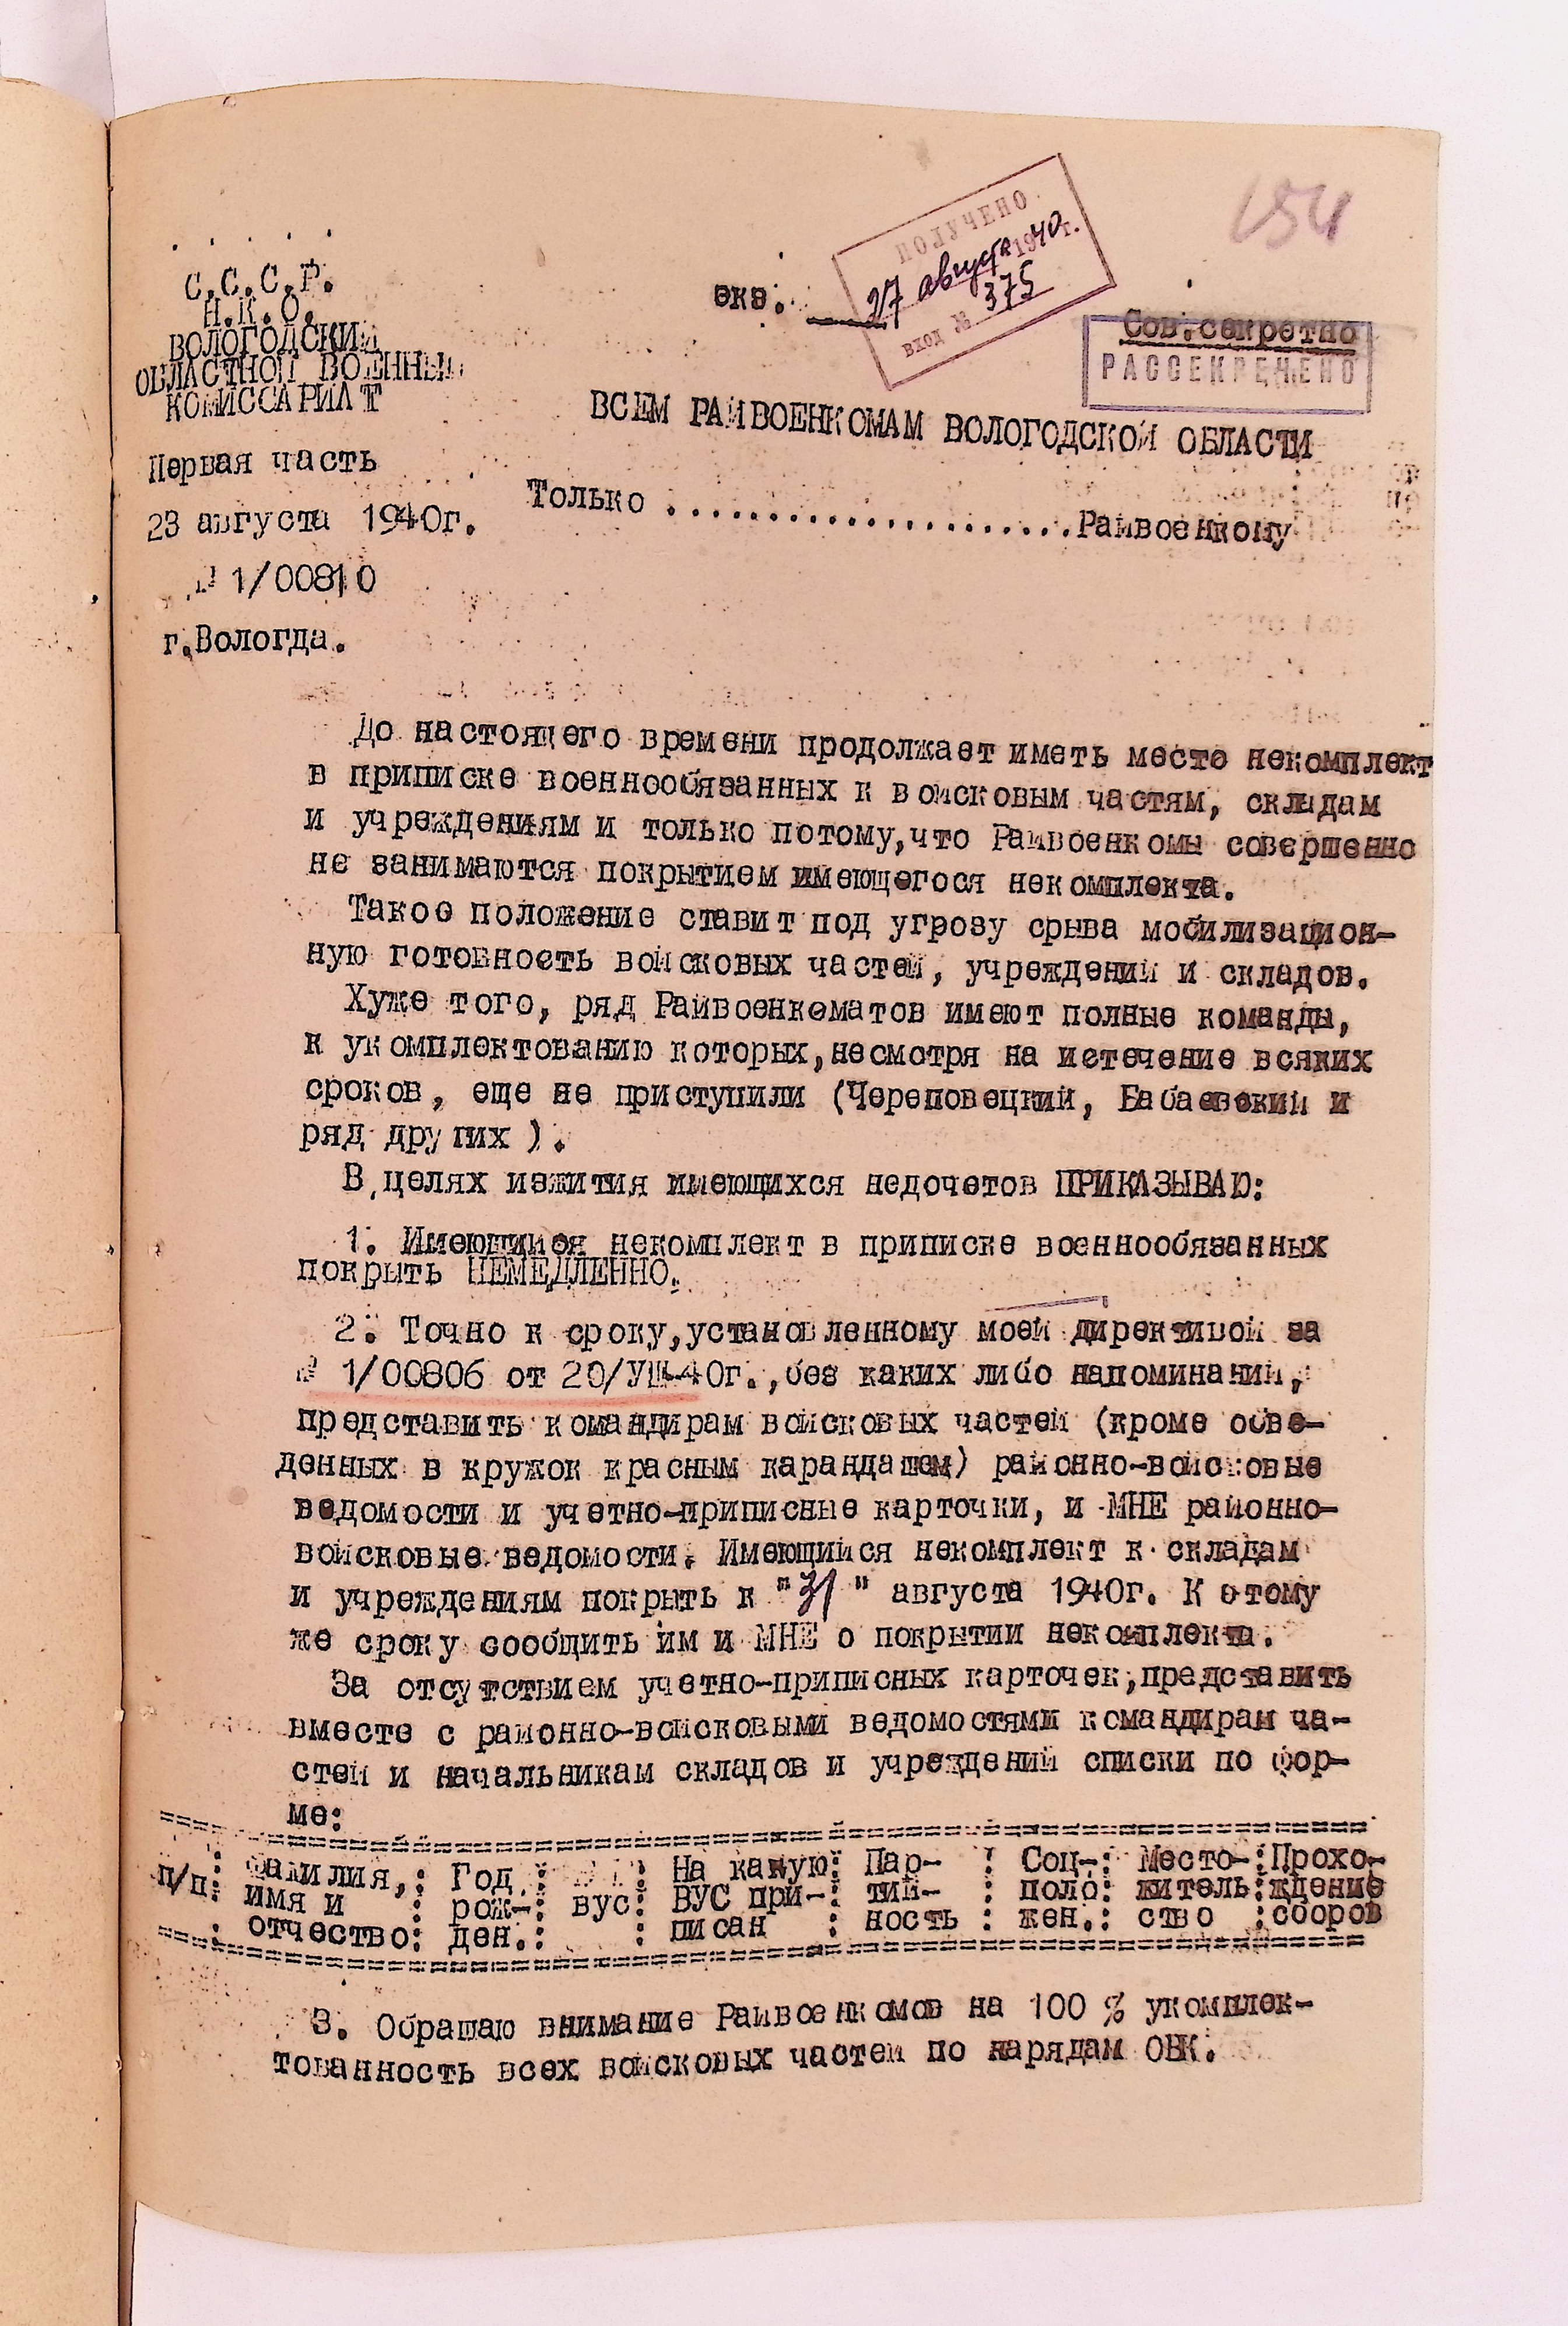 154
ПОЛУЧЕНО
27 августа 1940г.
вход № 375
экз.
Сов.секретно
РАССЕКРЕЧЕНО
С.С.С.Р.
Н.К.О.
ВОЛОГОДСКИЙ
ОБЛАСТНОЙ ВОЕННЫЙ
КОМИССАРИАТ
Первая часть
23 августа 1940г.
№ 1/00810
г.Вологда.
ВСЕМ РАЙВОЕНКОМАМ ВОЛОГОДСКОЙ ОБЛАСТИ
Только .....................Райвоенкому
До настоящего времени продолжает иметь место некомплект
в приписке военнообязанных к войсковым частям, складам
и учреждениям и только потому,что Райвоенкомы совершенно
не занимаются покрытием имеющегося некомплекта.
Такое положение ставит под угрозу срыва мобилизацион-
ную готовность войсковых частей, учреждений и складов.
Хуже того, ряд Райвоенкоматов имеют полные команды,
к укомплектованию которых,несмотря на истечение всяких
сроков, еще не приступили (Череповецкий, Бабаевский и
ряд других ).
В целях изжития имеющихся недочетов ПРИКАЗЫВАЮ:
1. Имеющийся некомплект в приписке военнообязанных
покрыть НЕМЕДЛЕННО.
2. Точно к сроку,установленному моей директивой за
№ 1/00806 от 20/УШ-40г.,без каких либо напоминаний,
представить командирам войсковых частей (кроме обве-
денных в кружок красным карандашем) районно-войсковые
ведомости и учетно-приписные карточки, и МНЕ районно-
войсковые ведомости. Имеющийся некомплект к складам
и учреждениям покрыть к "31" августа 1940г. К этому
же сроку сообщить им и МНЕ о покрытии некомплекта.
За отсутствием учетно-приписных карточек,представить
вместе с районно-войсковыми ведомостями командирам ча-
стей и начальникам складов и учреждений списки по фор-
ме:
п/п: Фамилия, : Год : : На какую: Пар- : Соц-: Место-:Прохо-
имя и : рож-: вус: ВУС при-: тий- : поло: житель:ждение
отчество: ден.: : писан : ность : жен.: ство :сборов
3. Обращаю внимание Райвоенкомов на 100 % укомплек-
тованность всех войсковых частей по нарядам ОВК.